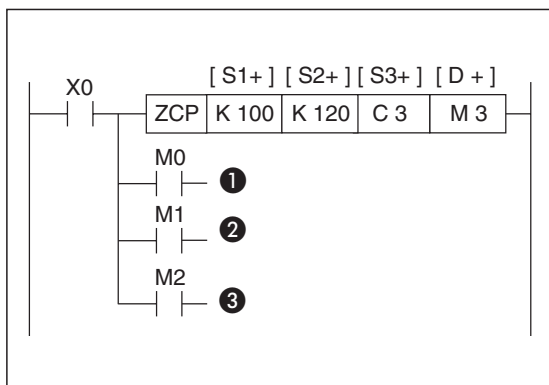 [ S1+ ] [ S2+ ] [ S3+ ] [ D + ]
X0
ZCP K 100 K 120 C 3 M 3
M0
❶
M1
❷
M2
❸